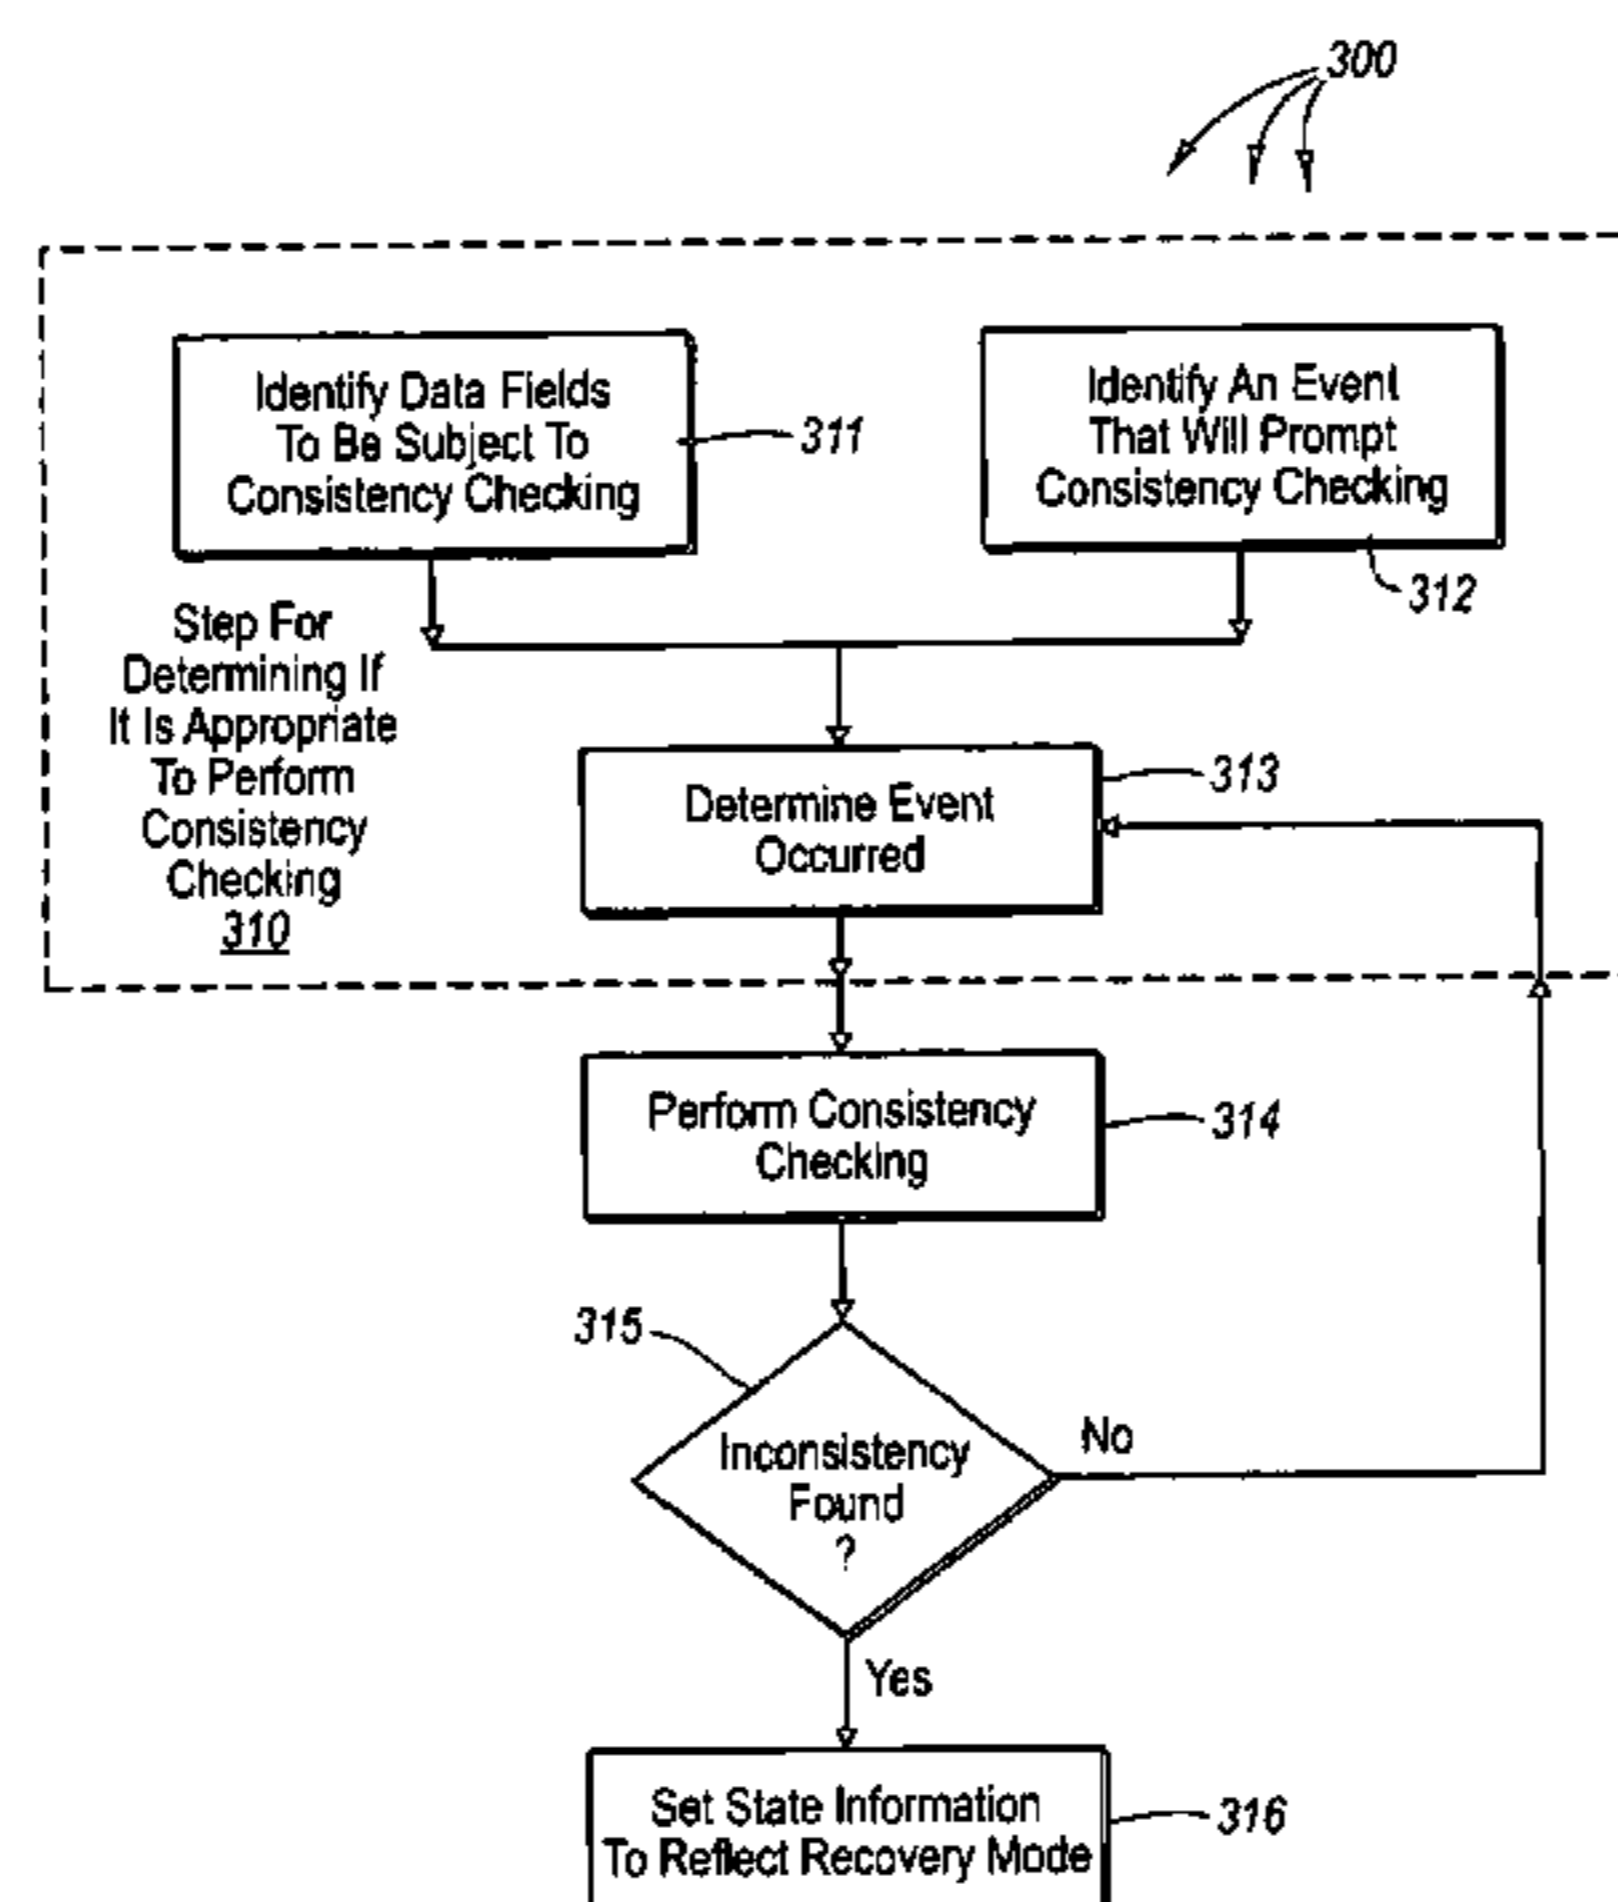 300
Identify Data Fields
To Be Subject To
Consistency Checking
311
Identify An Event
That Will Prompt
Consistency Checking
312
Step For
Determining If
It Is Appropriate
To Perform
Consistency
Checking
310
Determine Event
Occurred
313
Perform Consistency
Checking
314
315
Inconsistency
Found
?
No
Yes
Set State Information
To Reflect Recovery Mode
316